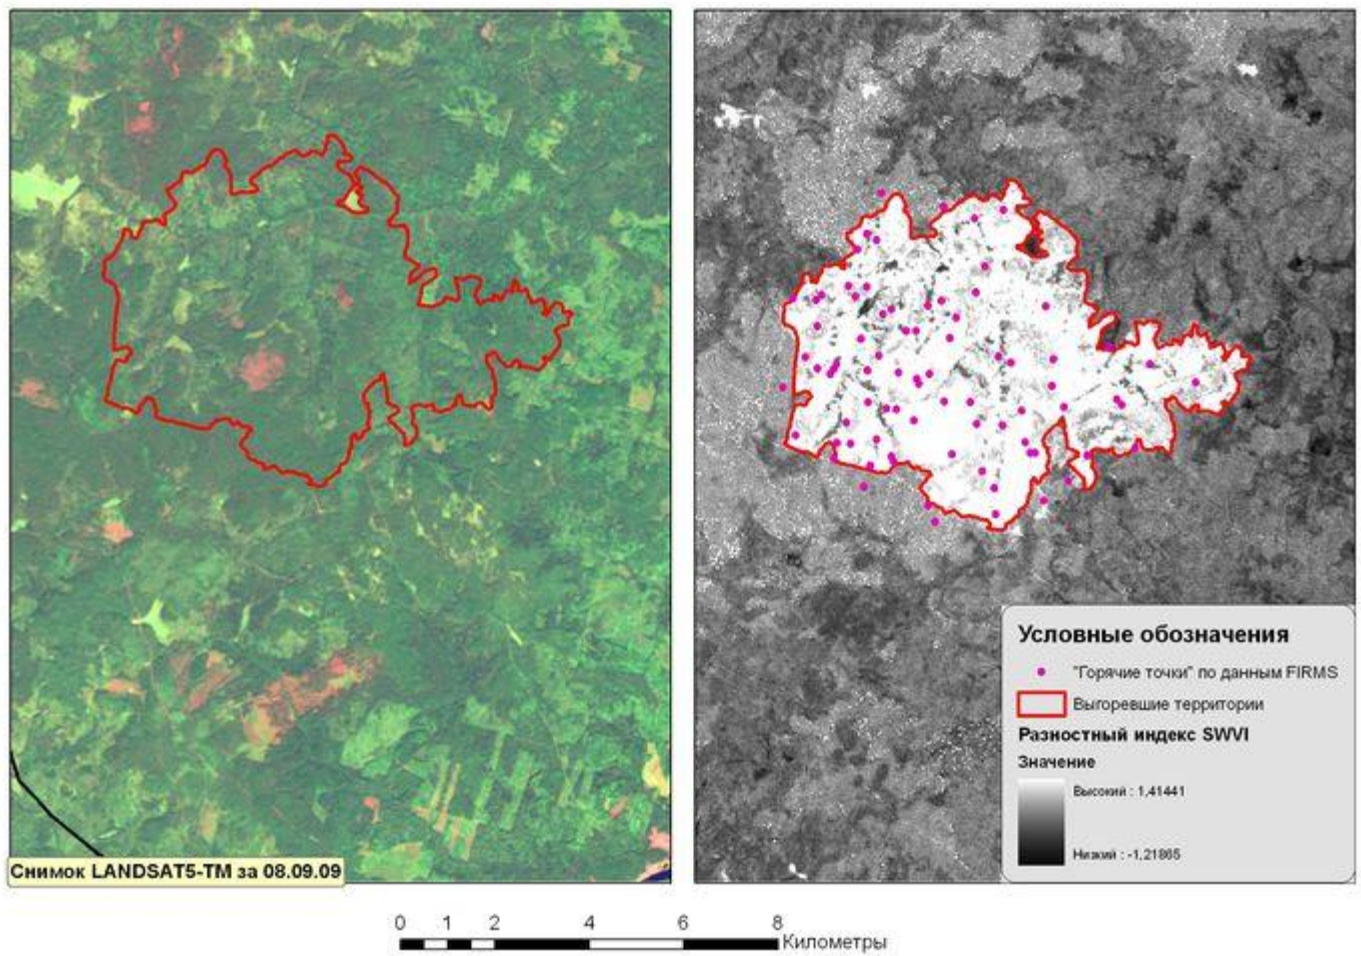 Условные обозначения
"Горячие точки" по данным FIRMS
Выгоревшие территории
Разностный индекс SWVI
Значение
Высокий : 1,41441
Низкий : -1,21865
Снимок LANDSAT5-TM за 08.09.09
0 1 2 4 6 8
Километры